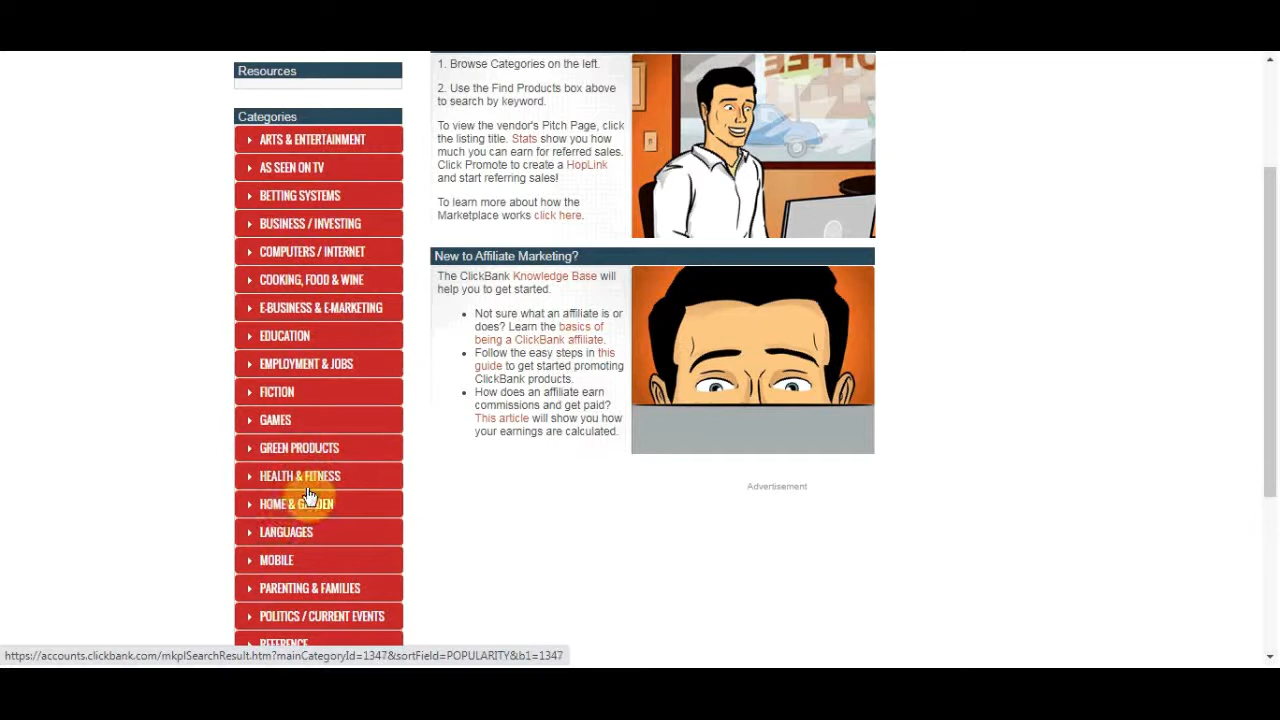 Resources
Categories
ARTS & ENTERTAINMENT
AS SEEN ON TV
BETTING SYSTEMS
BUSINESS / INVESTING
COMPUTERS / INTERNET
COOKING, FOOD & WINE
E-BUSINESS & E-MARKETING
EDUCATION
EMPLOYMENT & JOBS
FICTION
GAMES
GREEN PRODUCTS
HEALTH & FITNESS
HOME & GARDEN
LANGUAGES
MOBILE
PARENTING & FAMILIES
POLITICS / CURRENT EVENTS
REFERENCE
1. Browse Categories on the left.
2. Use the Find Products box above
to search by keyword.
To view the vendor's Pitch Page, click
the listing title. Stats show you how
much you can earn for referred sales.
Click Promote to create a HopLink
and start referring sales!
To learn more about how the
Marketplace works click here.
OFFEE
New to Affiliate Marketing?
The ClickBank Knowledge Base will
help you to get started.
• Not sure what an affiliate is or
does? Learn the basics of
being a ClickBank affiliate.
• Follow the easy steps in this
guide to get started promoting
ClickBank products.
• How does an affiliate earn
commissions and get paid?
This article will show you how
your earnings are calculated.
Advertisement
https://accounts.clickbank.com/mkplSearchResult.htm?mainCategoryId=1347&sortField=POPULARITY&b1=1347